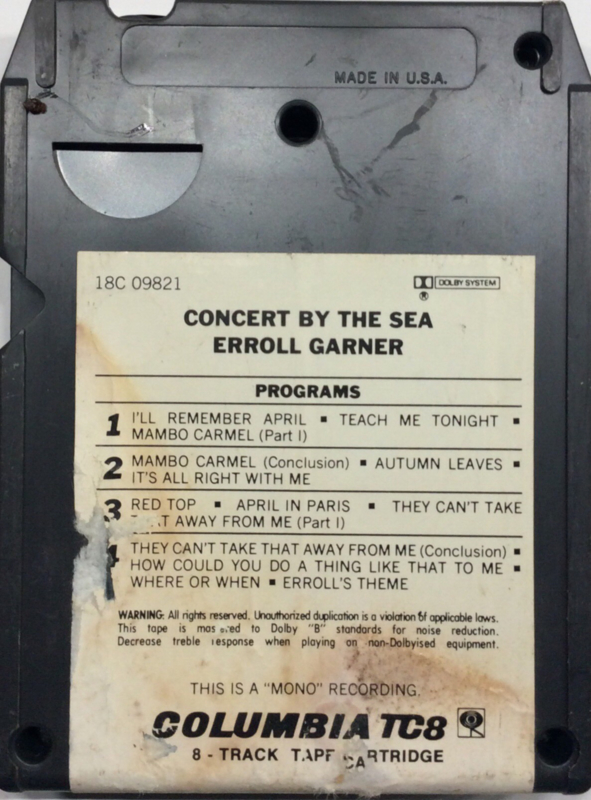 MADE IN U.S.A.
18C 09821
DOLBY SYSTEM
®
CONCERT BY THE SEA
ERROLL GARNER
PROGRAMS
1 I'LL REMEMBER APRIL ▪ TEACH ME TONIGHT ▪
MAMBO CARMEL (Part I)
2 MAMBO CARMEL (Conclusion) ▪ AUTUMN LEAVES ▪
IT'S ALL RIGHT WITH ME
3 RED TOP ▪ APRIL IN PARIS ▪ THEY CAN'T TAKE
AWAY FROM ME (Part I)
4 THEY CAN'T TAKE THAT AWAY FROM ME (Conclusion) ▪
HOW COULD YOU DO A THING LIKE THAT TO ME ▪
WHERE OR WHEN ▪ ERROLL'S THEME
WARNING: All rights reserved. Unauthorized duplication is a violation of applicable laws.
This tape is to Dolby "B" standards for noise reduction.
Decrease treble response when playing on non-Dolbyised equipment.
THIS IS A "MONO" RECORDING.
COLUMBIA TC8
8-TRACK TAPE CARTRIDGE